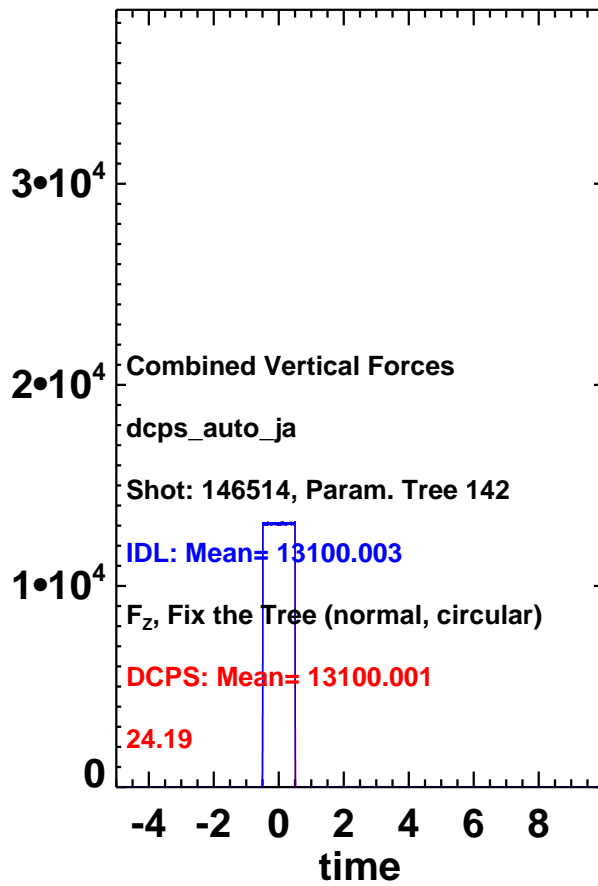 3•10⁴
2•10⁴
Combined Vertical Forces
dcps_auto_ja
Shot: 146514, Param. Tree 142
IDL: Mean= 13100.003
1•10⁴
F_Z, Fix the Tree (normal, circular)
DCPS: Mean= 13100.001
24.19
0
-4 -2 0 2 4 6 8
time